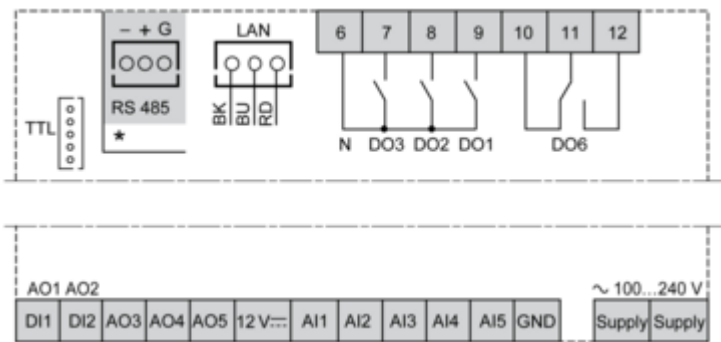 − + G
LAN
6 7 8 9 10 11 12
RS 485
BK BU RD
TTL
*
N DO3 DO2 DO1 DO6
AO1 AO2
∼ 100...240 V
DI1 DI2 AO3 AO4 AO5 12 V⎓ AI1 AI2 AI3 AI4 AI5 GND Supply Supply